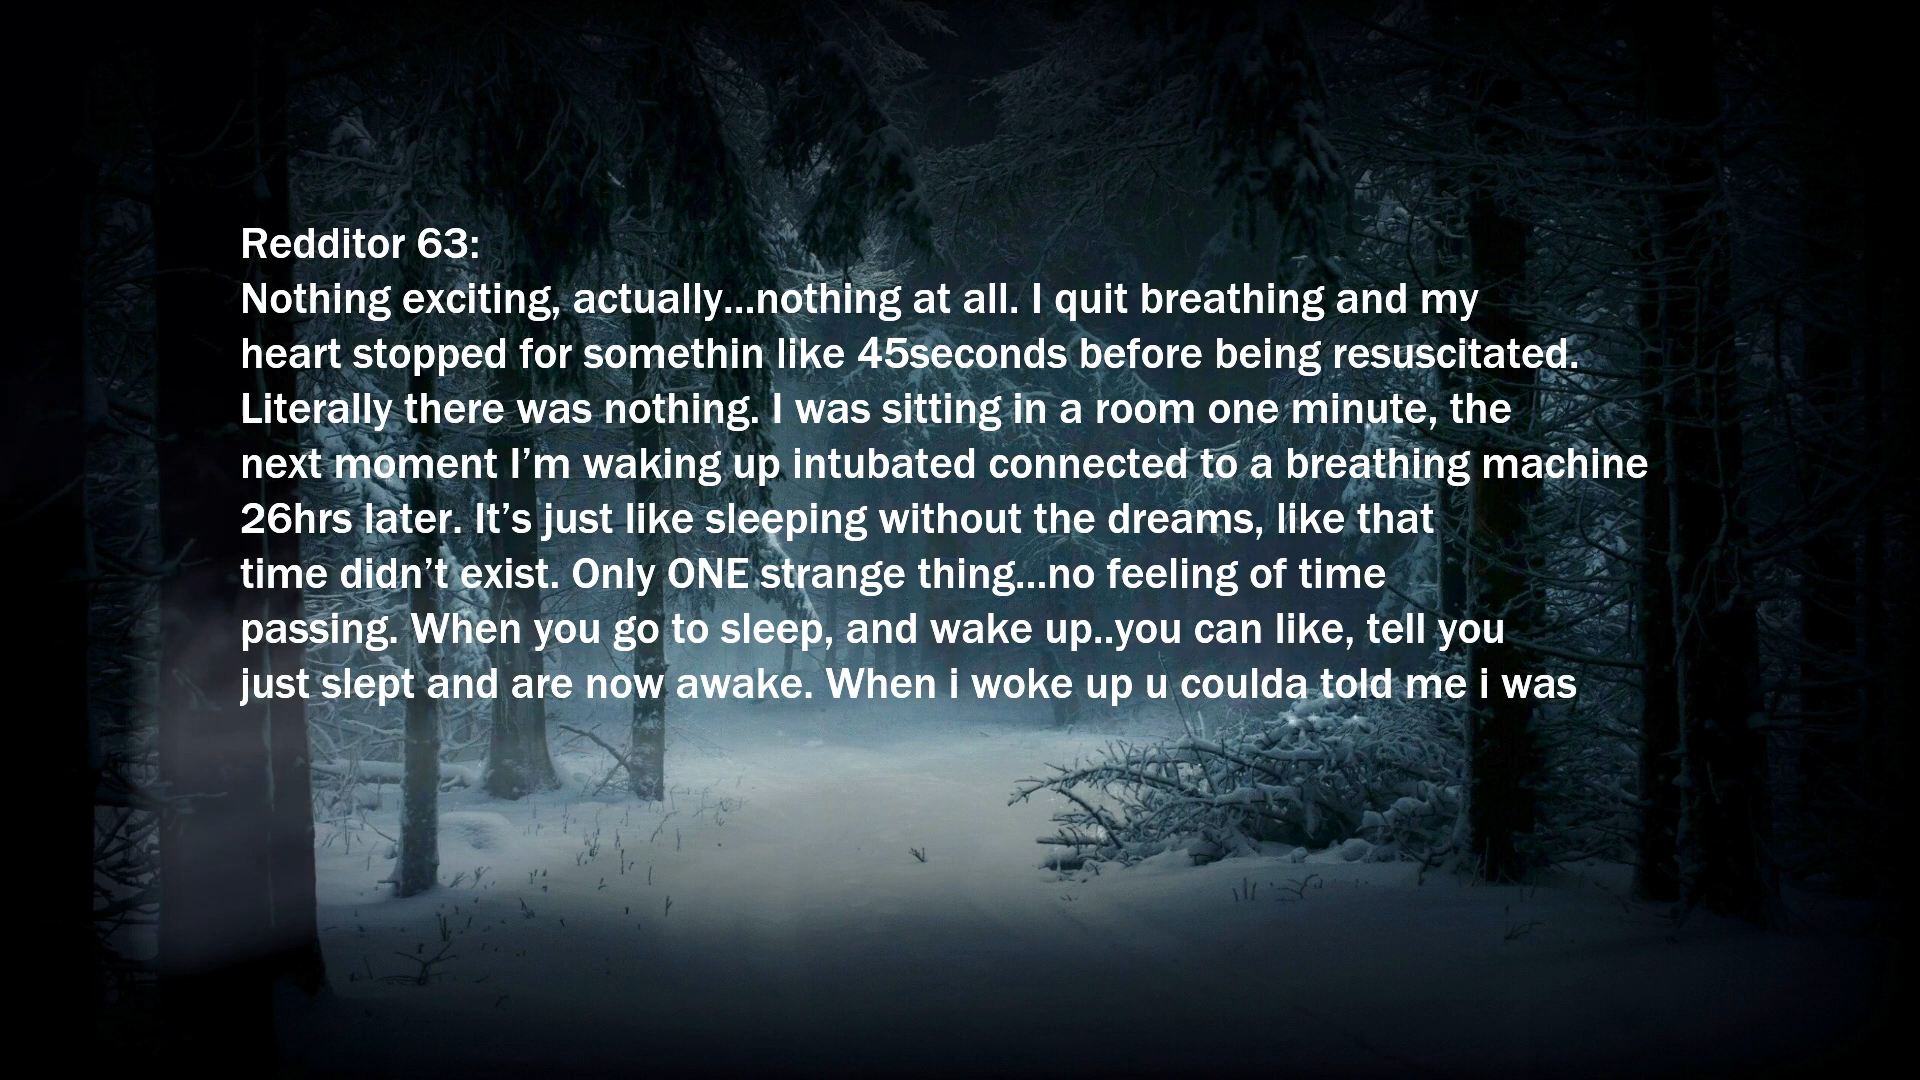 Redditor 63:
Nothing exciting, actually...nothing at all. I quit breathing and my
heart stopped for somethin like 45seconds before being resuscitated.
Literally there was nothing. I was sitting in a room one minute, the
next moment I’m waking up intubated connected to a breathing machine
26hrs later. It’s just like sleeping without the dreams, like that
time didn’t exist. Only ONE strange thing...no feeling of time
passing. When you go to sleep, and wake up..you can like, tell you
just slept and are now awake. When i woke up u coulda told me i was